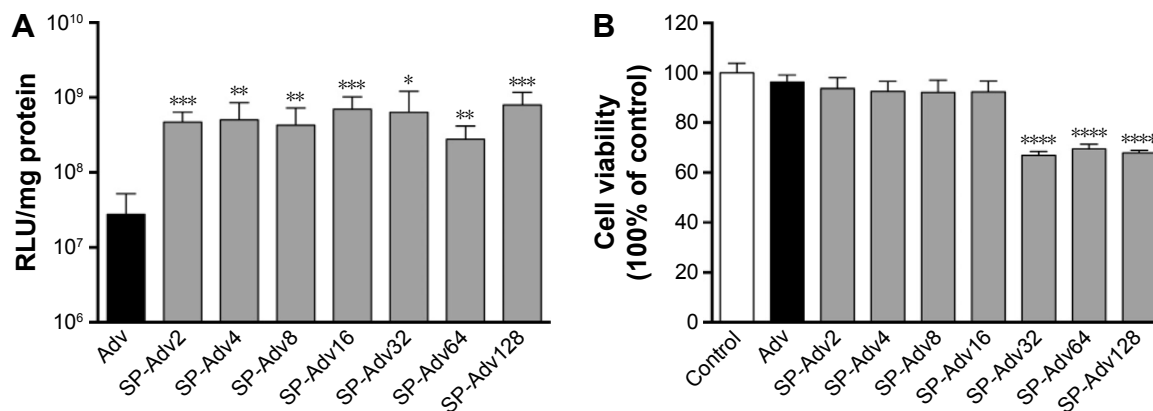 A
RLU/mg protein
10¹⁰
10⁹
10⁸
10⁷
10⁶
***
**
**
***
*
**
***
Adv
SP-Adv2
SP-Adv4
SP-Adv8
SP-Adv16
SP-Adv32
SP-Adv64
SP-Adv128
B
Cell viability
(100% of control)
120
100
80
60
40
20
0
****
****
****
Control
Adv
SP-Adv2
SP-Adv4
SP-Adv8
SP-Adv16
SP-Adv32
SP-Adv64
SP-Adv128